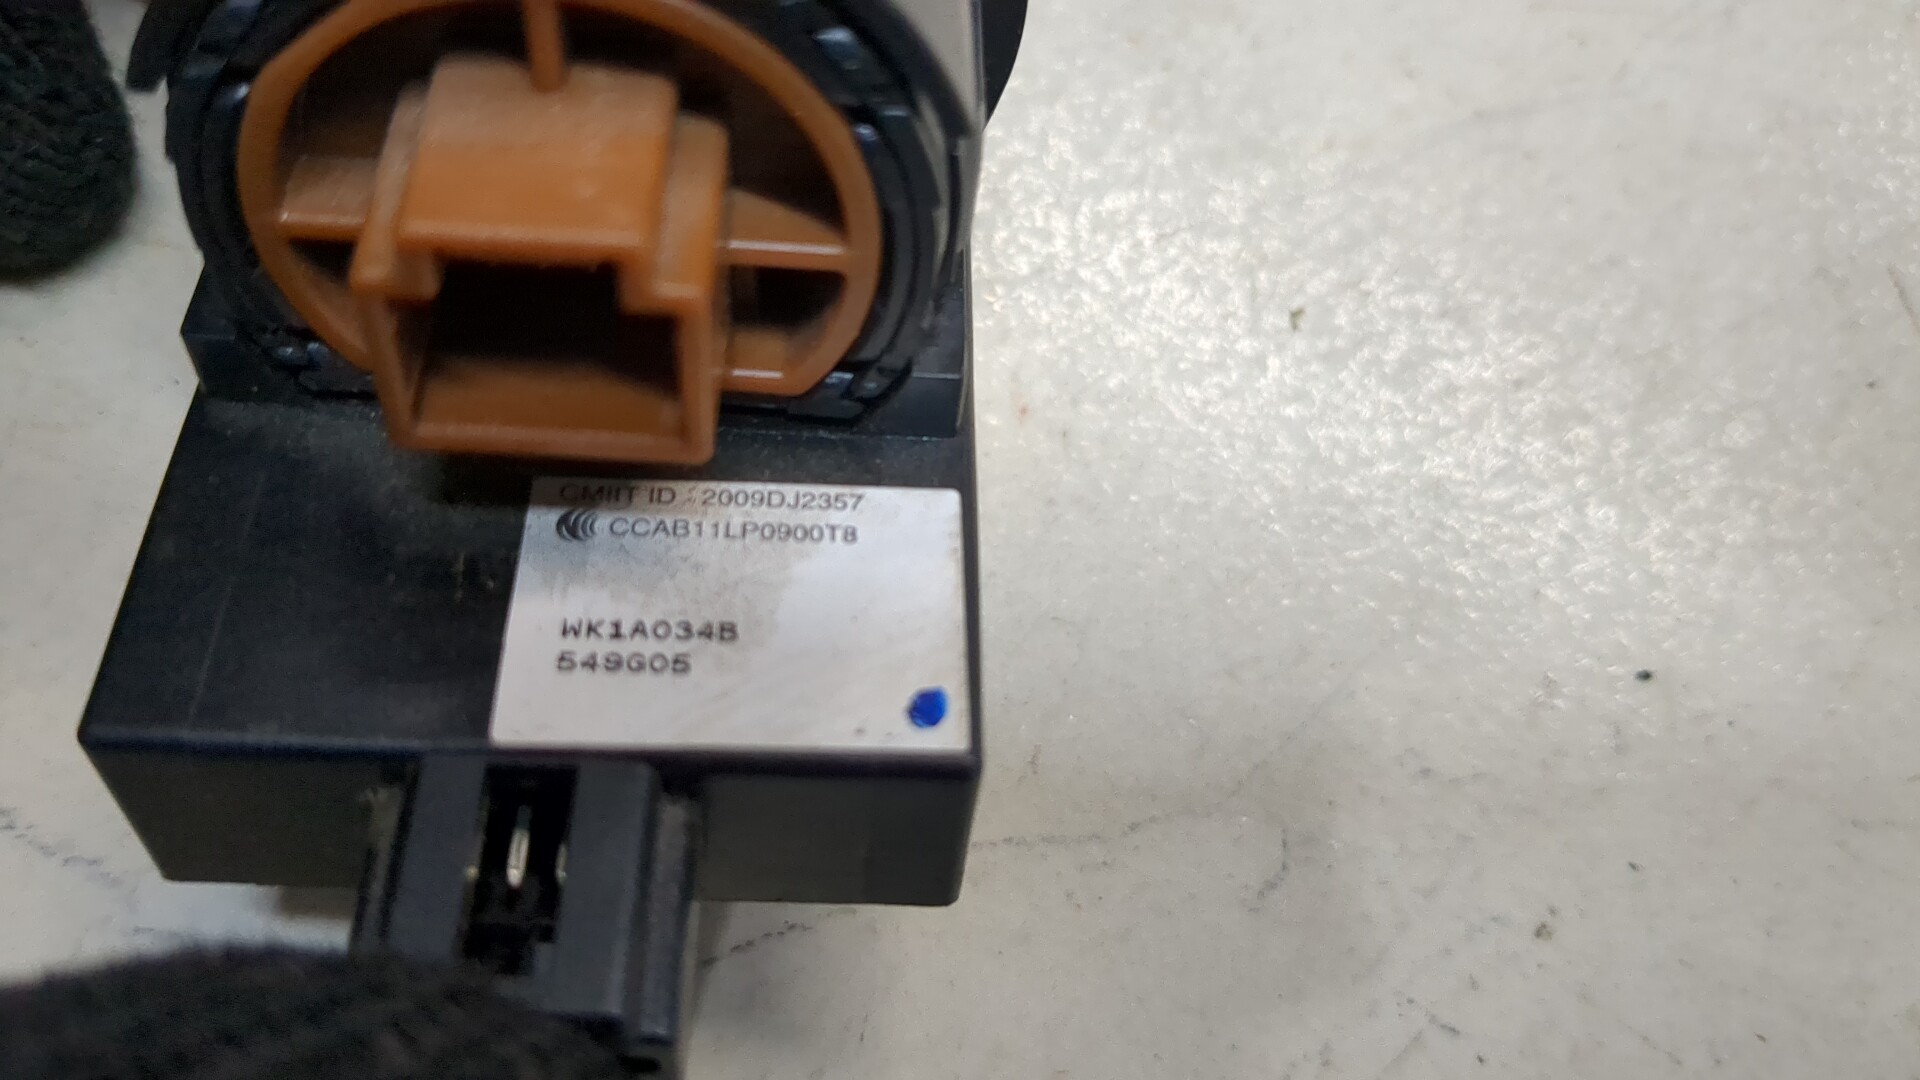 CMIIT ID : 2009DJ2357
CCAB11LP0900T8
WK1A034B
549G05